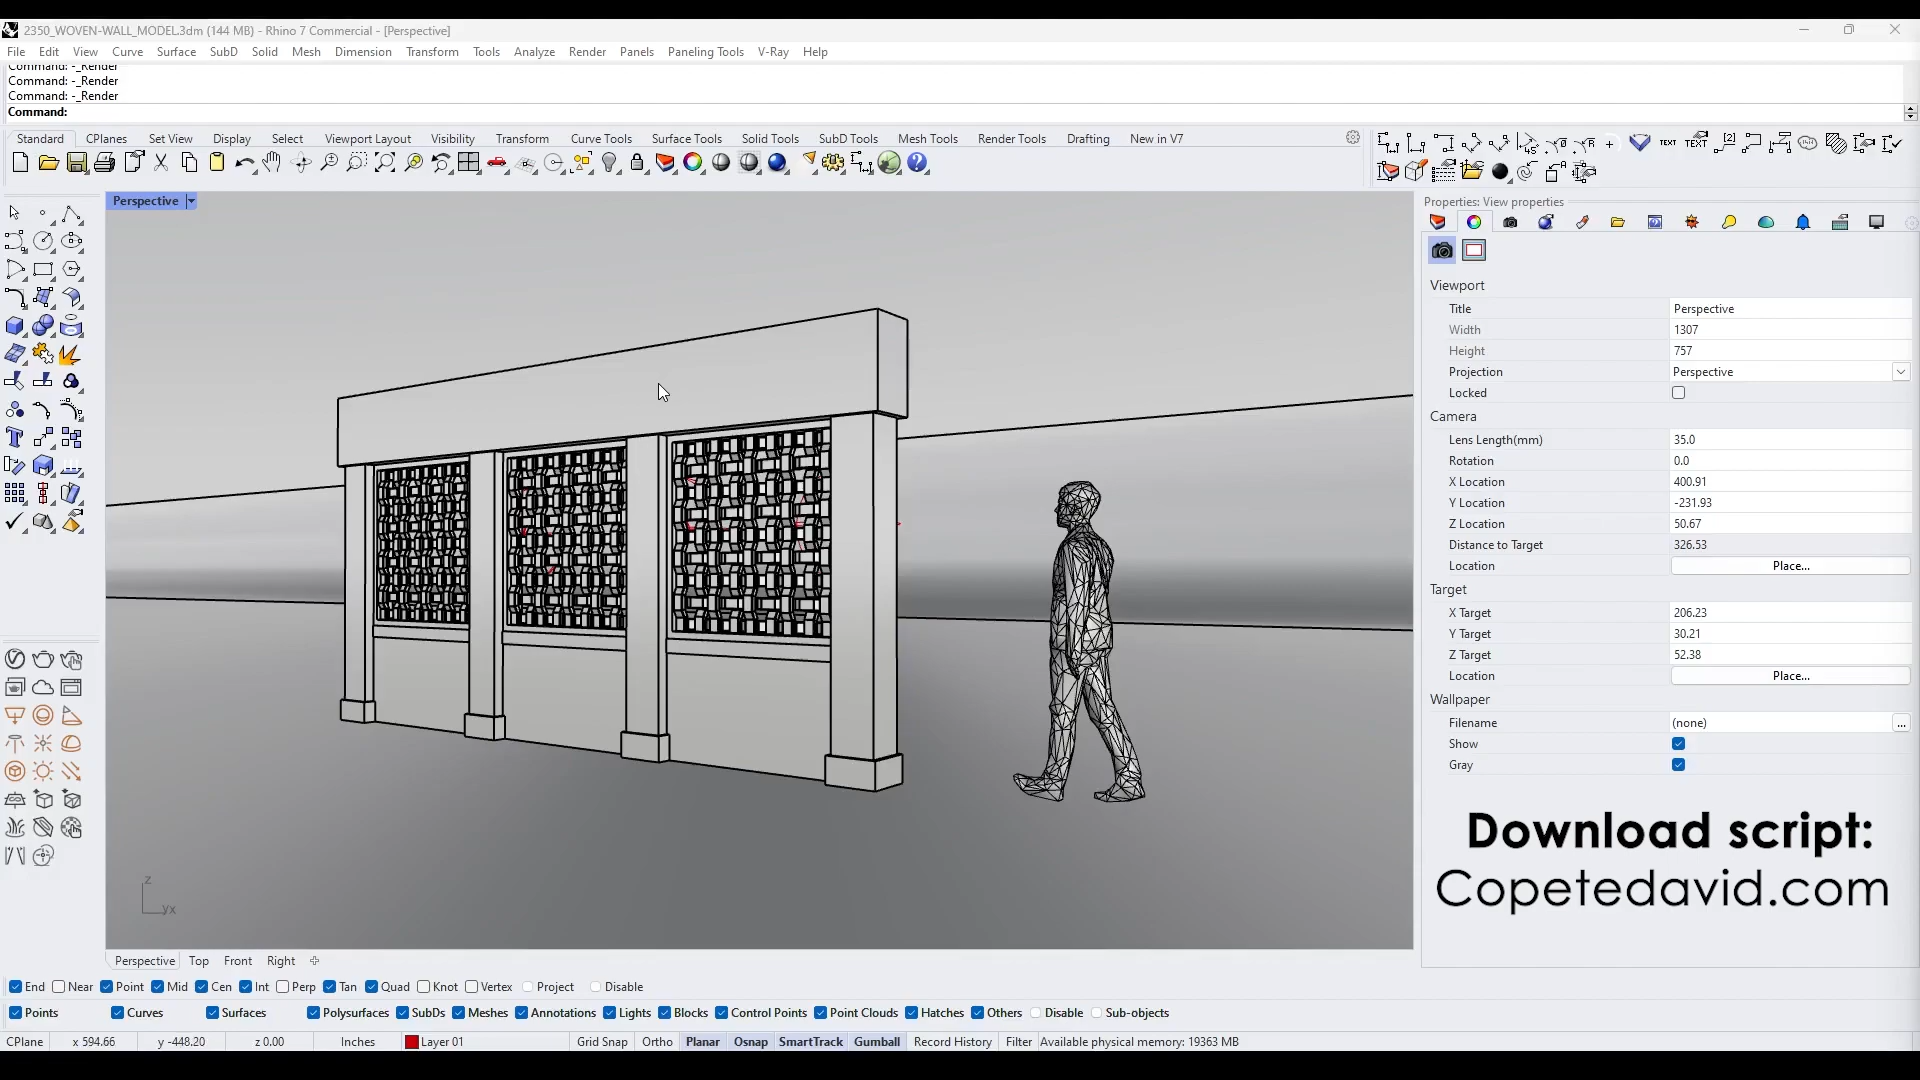 2350_WOVEN-WALL_MODEL.3dm (144 MB) - Rhino 7 Commercial - [Perspective]
File Edit View Curve Surface SubD Solid Mesh Dimension Transform Tools Analyze Render Panels Paneling Tools V-Ray Help
Command: -_Render
Command: -_Render
Command: -_Render
Command:
Standard CPlanes Set View Display Select Viewport Layout Visibility Transform Curve Tools Surface Tools Solid Tools SubD Tools Mesh Tools Render Tools Drafting New in V7
TEXT TEXT
Perspective
Properties: View properties
Viewport
Title Perspective
Width 1307
Height 757
Projection Perspective
Locked
Camera
Lens Length(mm) 35.0
Rotation 0.0
X Location 400.91
Y Location -231.93
Z Location 50.67
Distance to Target 326.53
Location Place...
Target
X Target 206.23
Y Target 30.21
Z Target 52.38
Location Place...
Wallpaper
Filename (none) ...
Show
Gray
Download script:
Copetedavid.com
z
yx
Perspective Top Front Right
End Near Point Mid Cen Int Perp Tan Quad Knot Vertex Project Disable
Points Curves Surfaces Polysurfaces SubDs Meshes Annotations Lights Blocks Control Points Point Clouds Hatches Others Disable Sub-objects
CPlane x 594.66 y -448.20 z 0.00 Inches Layer 01 Grid Snap Ortho Planar Osnap SmartTrack Gumball Record History Filter Available physical memory: 19363 MB